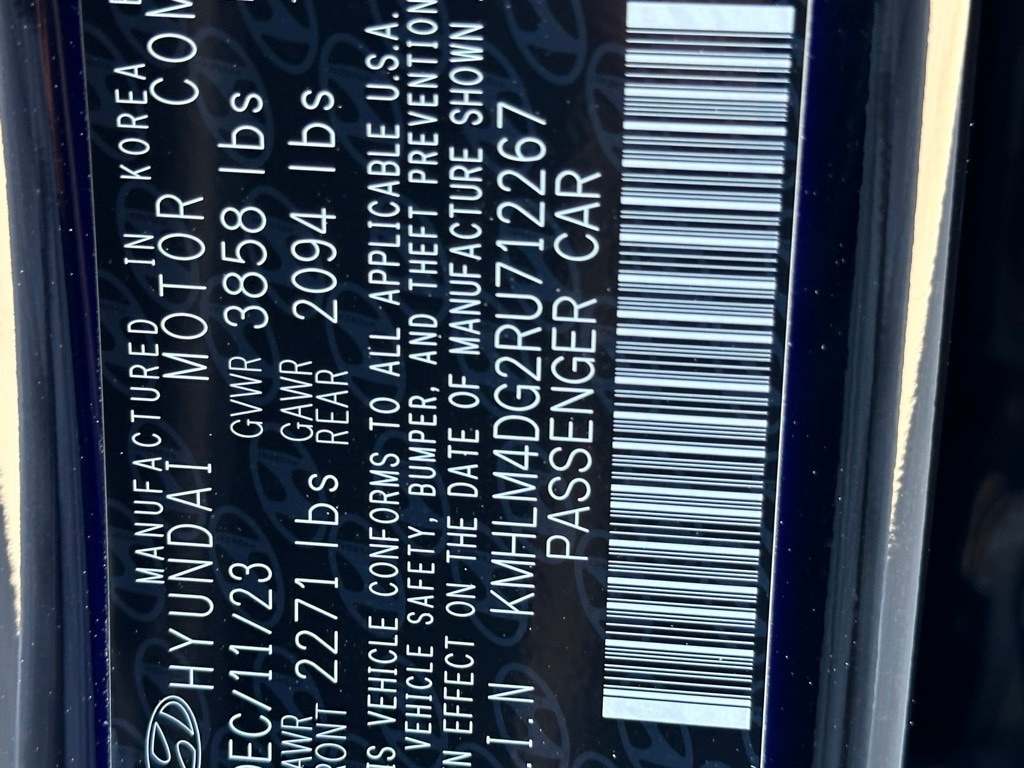 MANUFACTURED IN KOREA
HYUNDAI MOTOR COM
DEC/11/23 GVWR 3858 lbs
GAWR GAWR
FRONT 2271 lbs REAR 2094 lbs
IS VEHICLE CONFORMS TO ALL APPLICABLE U.S.A.
VEHICLE SAFETY, BUMPER, AND THEFT PREVENTION
IN EFFECT ON THE DATE OF MANUFACTURE SHOWN
.I.N KMHLM4DG2RU712267
PASSENGER CAR